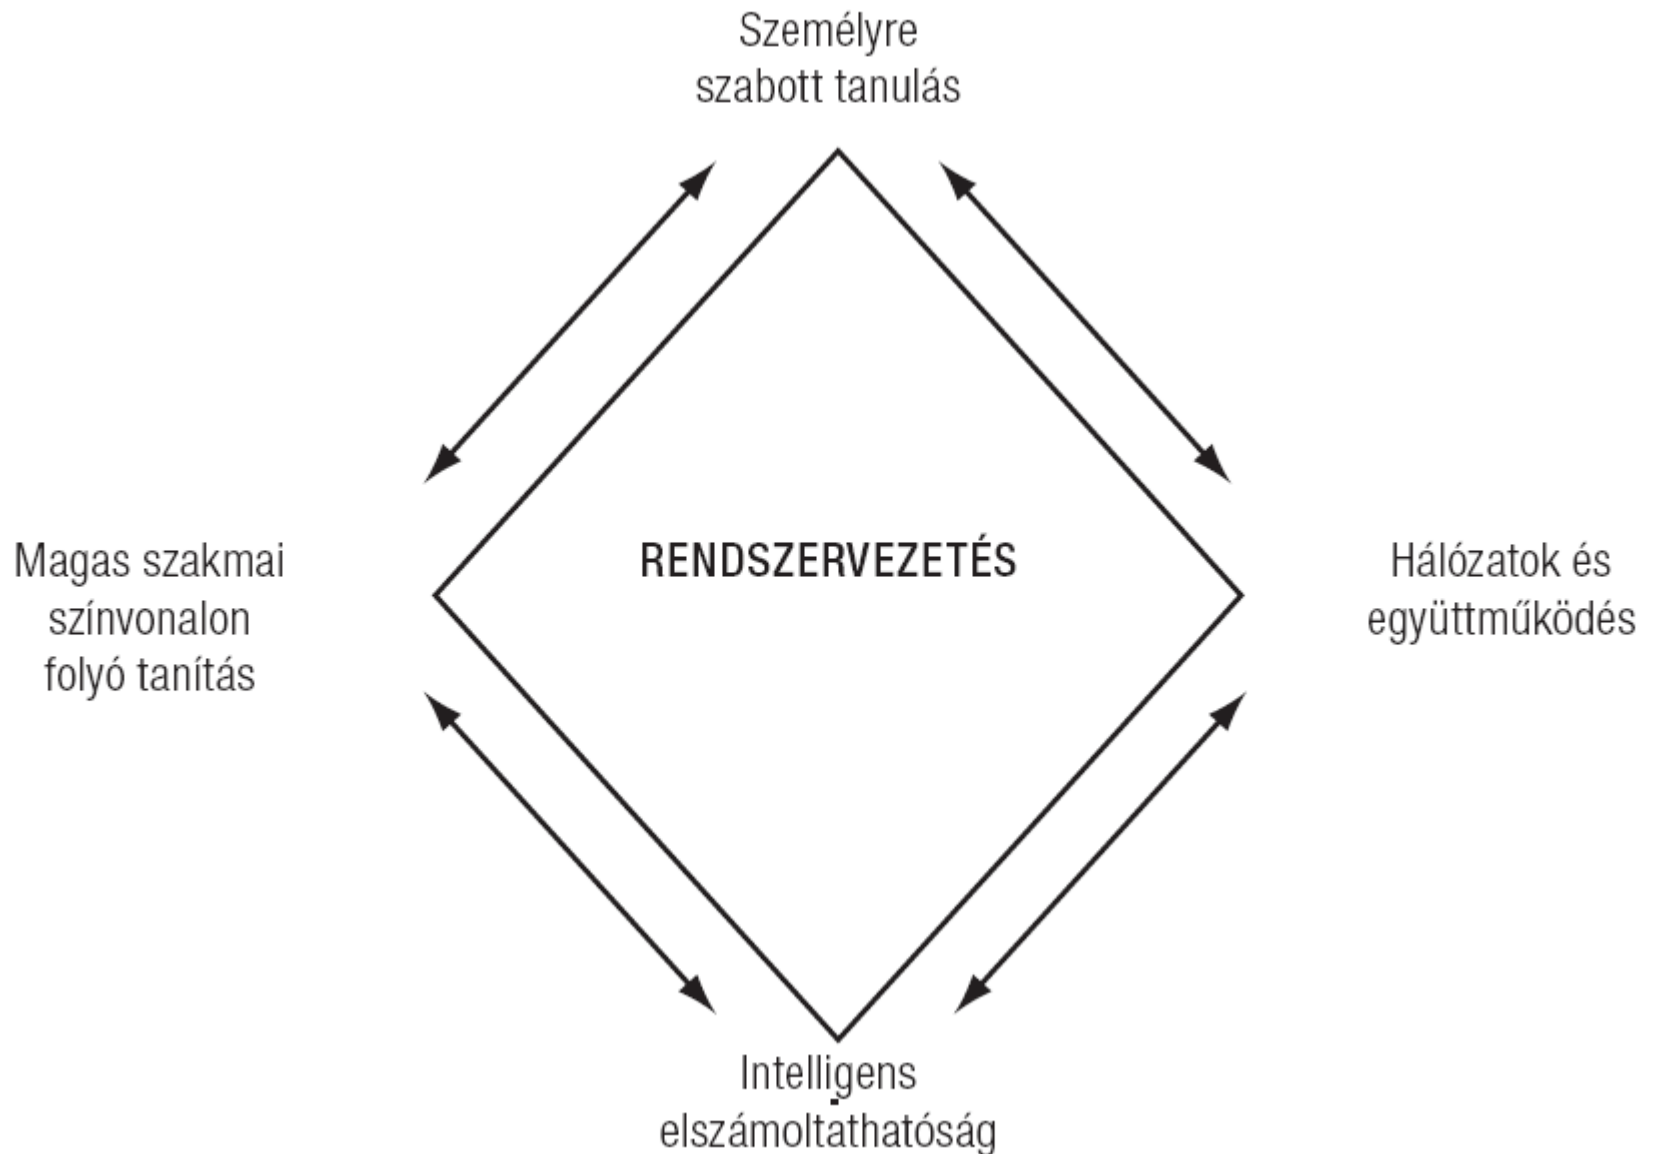 Személyre
szabott tanulás
Magas szakmai
színvonalon
folyó tanítás
RENDSZERVEZETÉS
Hálózatok és
együttműködés
Intelligens
elszámoltathatóság